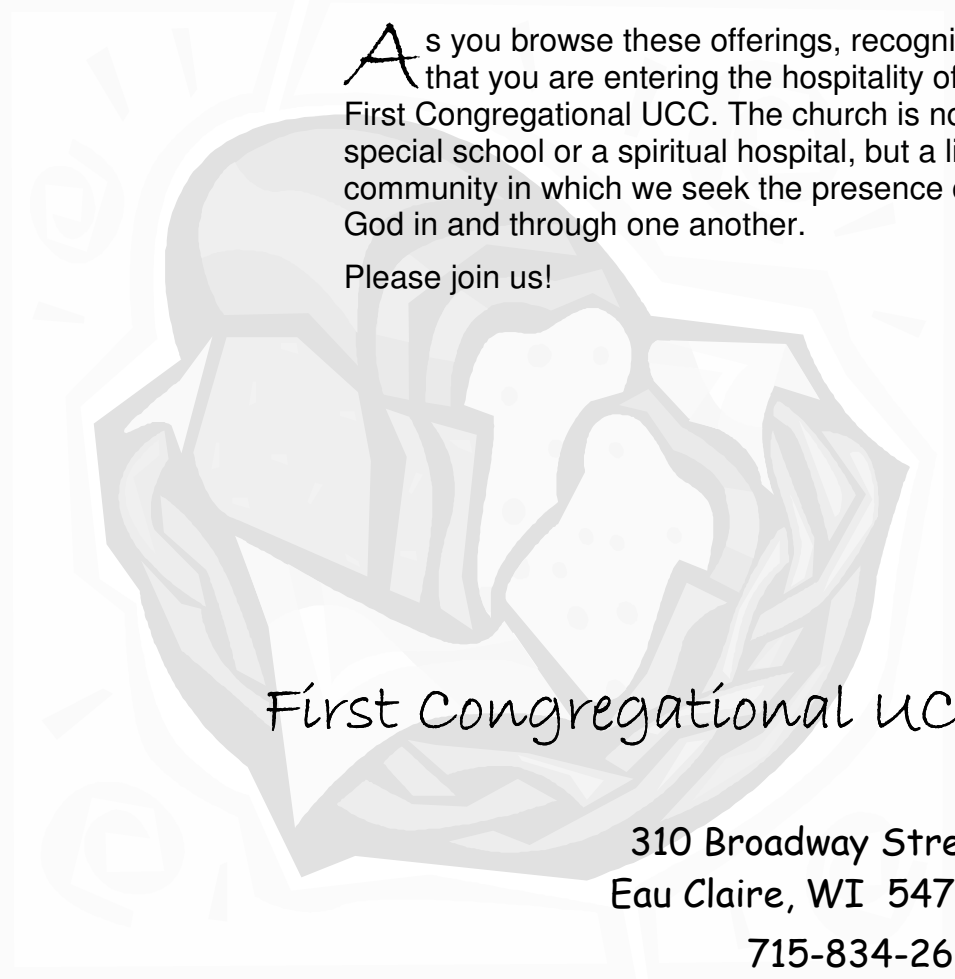 As you browse these offerings, recogni
that you are entering the hospitality of
First Congregational UCC. The church is no
special school or a spiritual hospital, but a li
community in which we seek the presence
God in and through one another.
Please join us!
First Congregational UC
310 Broadway Stre
Eau Claire, WI 547
715-834-26